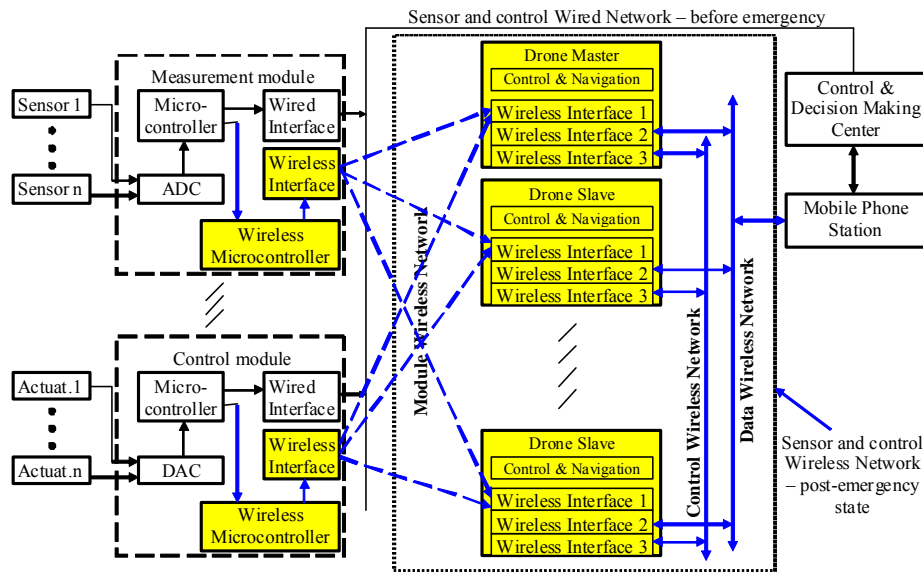 Sensor and control Wired Network – before emergency
Measurement module
Sensor 1
Sensor n
Micro-
controller
Wired
Interface
ADC
Wireless
Interface
Wireless
Microcontroller
Control module
Actuat.1
Actuat.n
Micro-
controller
Wired
Interface
DAC
Wireless
Interface
Wireless
Microcontroller
Module Wireless Network
Drone Master
Control & Navigation
Wireless Interface 1
Wireless Interface 2
Wireless Interface 3
Drone Slave
Control & Navigation
Wireless Interface 1
Wireless Interface 2
Wireless Interface 3
Drone Slave
Control & Navigation
Wireless Interface 1
Wireless Interface 2
Wireless Interface 3
Control Wireless Network
Data Wireless Network
Control &
Decision Making
Center
Mobile Phone
Station
Sensor and control
Wireless Network
– post-emergency
state